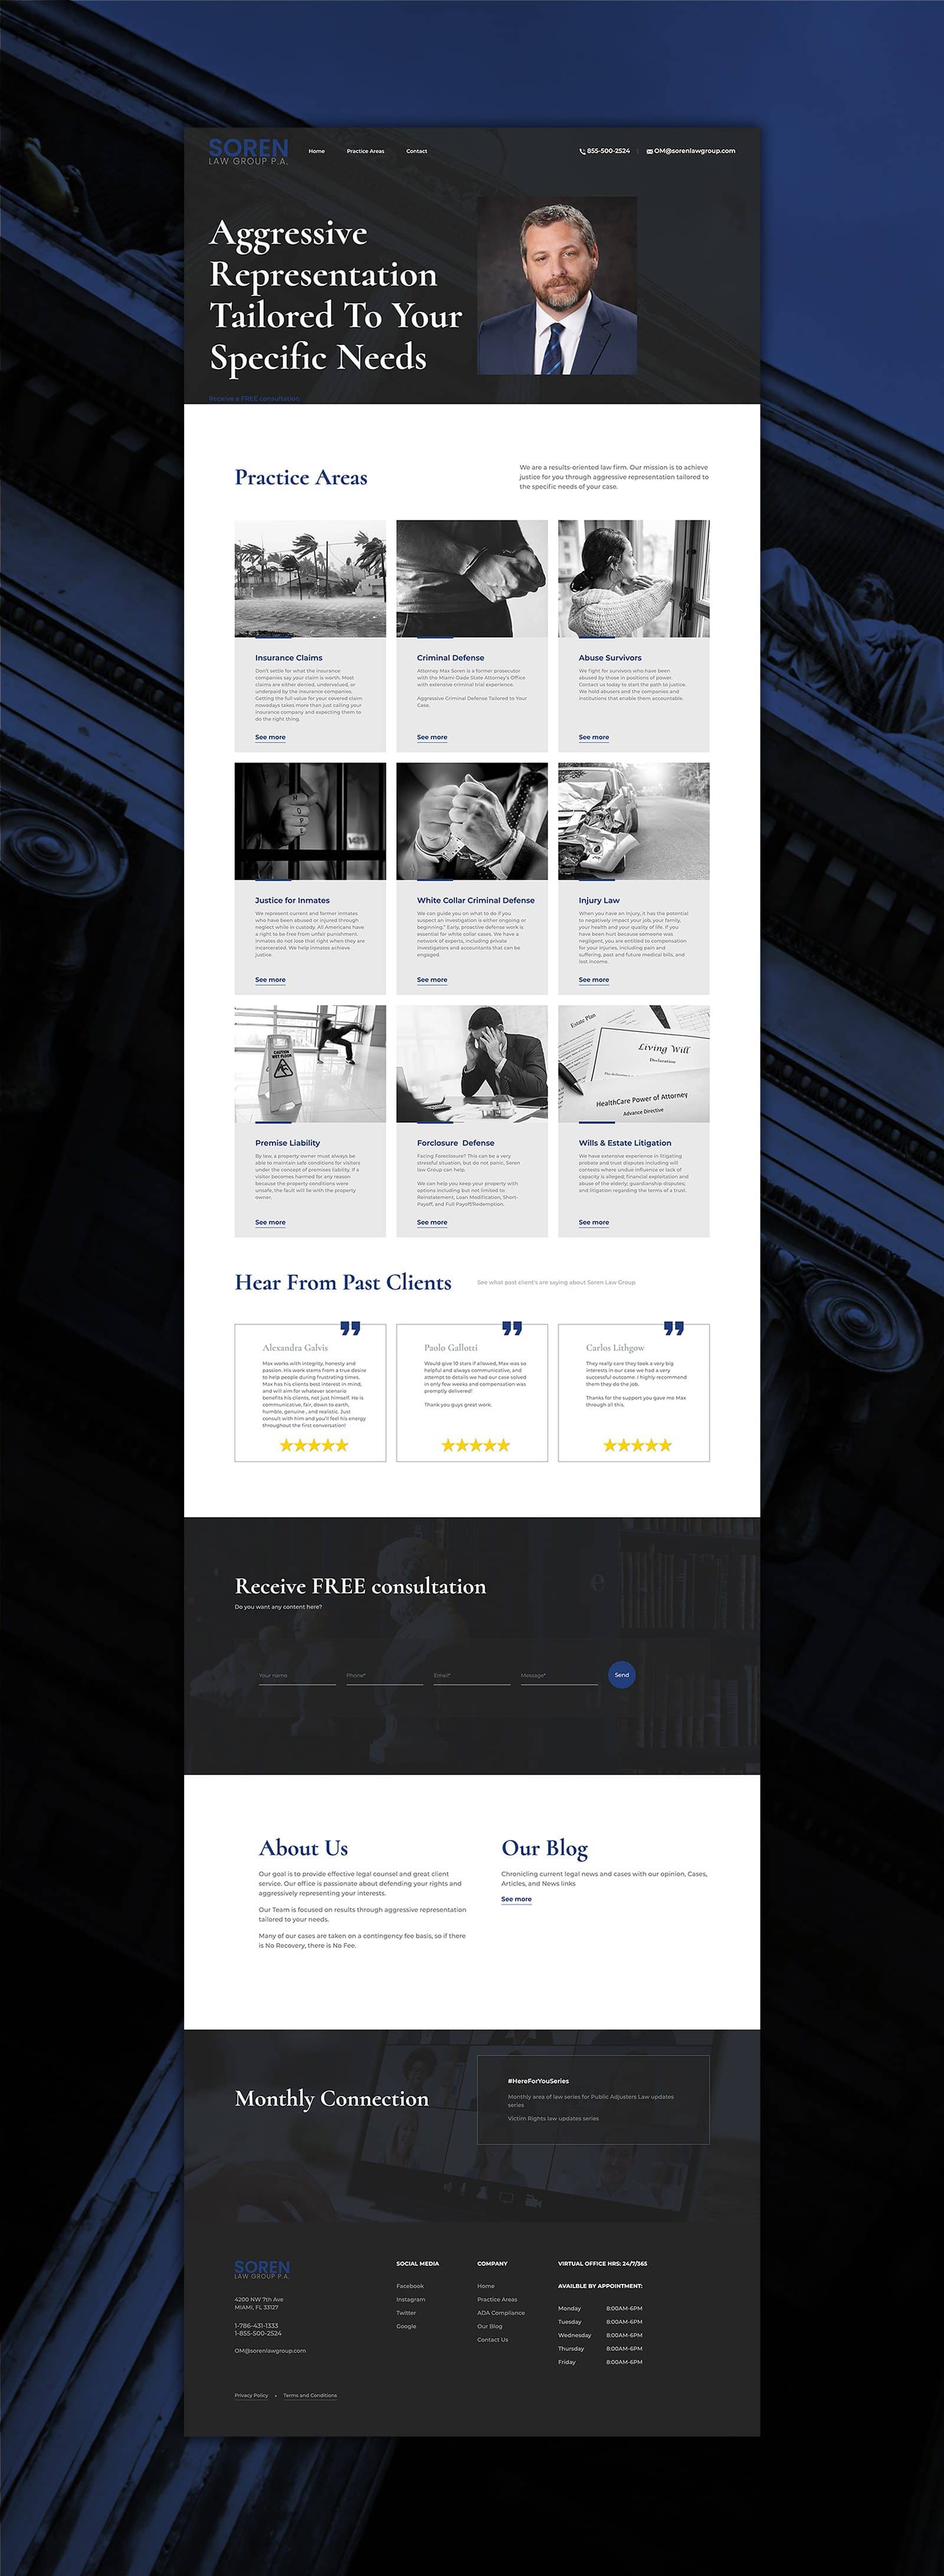 SOREN
LAW GROUP P.A.
Home Practice Areas Contact
855-500-2524 | OM@sorenlawgroup.com
Aggressive
Representation
Tailored To Your
Specific Needs
Receive a FREE consultation
Practice Areas
We are a results-oriented law firm. Our mission is to achieve
justice for you through aggressive representation tailored to
the specific needs of your case.
Insurance Claims
Don't settle for what the insurance
companies say your claim is worth. Most
claims are either denied, undervalued, or
underpaid by the insurance companies.
Getting the full value for your covered claim
nowadays takes more than just calling your
insurance company and expecting them to
do the right thing.
See more
Criminal Defense
Attorney Max Soren is a former prosecutor
with the Miami-Dade State Attorney's Office
with extensive criminal trial experience.
Aggressive Criminal Defense Tailored to Your
Case.
See more
Abuse Survivors
We fight for survivors who have been
abused by those in positions of power.
Contact us today to start the path to justice.
We hold abusers and the companies and
institutions that enable them accountable.
See more
HOPE
Justice for Inmates
We represent current and former inmates
who have been abused or injured through
neglect while in custody. All Americans have
a right to be free from unfair punishment.
Inmates do not lose that right when they are
incarcerated. We help inmates achieve
justice.
See more
White Collar Criminal Defense
We can guide you on what to do if you
suspect an investigation is either ongoing or
beginning." Early, proactive defense work is
essential for white collar cases. We have a
network of experts, including private
investigators and accountants that can be
engaged.
See more
Injury Law
When you have an injury, it has the potential
to negatively impact your job, your family,
your health and your quality of life. If you
have been hurt because someone was
negligent, you are entitled to compensation
for your injuries, including pain and
suffering, past and future medical bills, and
lost income.
See more
CAUTION
WET FLOOR
Premise Liability
By law, a property owner must always be
able to maintain safe conditions for visitors
under the concept of premises liability. If a
visitor becomes harmed for any reason
because the property conditions were
unsafe, the fault will lie with the property
owner.
See more
Forclosure Defense
Facing Foreclosure? This can be a very
stressful situation, but do not panic, Soren
law Group can help.
We can help you keep your property with
options including but not limited to
Reinstatement, Loan Modification, Short-
Payoff, and Full Payoff/Redemption.
See more
Estate Plan
Living Will
Declaration
HealthCare Power of Attorney
Advance Directive
Wills & Estate Litigation
We have extensive experience in litigating
probate and trust disputes including will
contests where undue influence or lack of
capacity is alleged; financial exploitation and
abuse of the elderly; guardianship disputes;
and litigation regarding the terms of a trust.
See more
Hear From Past Clients
See what past client's are saying about Soren Law Group
Alexandra Galvis
Max works with integrity, honesty and
passion. His work stems from a true desire
to help people during frustrating times.
Max has his clients best interest in mind,
and will aim for whatever scenario
benefits his clients, not just himself. He is
communicative, fair, down to earth,
humble, genuine , and realistic. Just
consult with him and you'll feel his energy
throughout the first conversation!
Paolo Gallotti
Would give 10 stars if allowed, Max was so
helpful and always communicative, and
attempt to details we had our case solved
in only few weeks and compensation was
promptly delivered!
Thank you guys great work.
Carlos Lithgow
They really care they took a very big
interests in our case we had a very
successful outcome. I highly recommend
them they do the job.
Thanks for the support you gave me Max
through all this.
Receive FREE consultation
Do you want any content here?
Your name Phone* Email* Message* Send
About Us
Our goal is to provide effective legal counsel and great client
service. Our office is passionate about defending your rights and
aggressively representing your interests.
Our Team is focused on results through aggressive representation
tailored to your needs.
Many of our cases are taken on a contingency fee basis, so if there
is No Recovery, there is No Fee.
Our Blog
Chronicling current legal news and cases with our opinion, Cases,
Articles, and News links
See more
Monthly Connection
#HereForYouSeries
Monthly area of law series for Public Adjusters Law updates
series
Victim Rights law updates series
SOREN
LAW GROUP P.A.
4200 NW 7th Ave
MIAMI, FL 33127
1-786-431-1333
1-855-500-2524
OM@sorenlawgroup.com
SOCIAL MEDIA
Facebook
Instagram
Twitter
Google
COMPANY
Home
Practice Areas
ADA Compliance
Our Blog
Contact Us
VIRTUAL OFFICE HRS: 24/7/365
AVAILBLE BY APPOINTMENT:
Monday 8:00AM-6PM
Tuesday 8:00AM-6PM
Wednesday 8:00AM-6PM
Thursday 8:00AM-6PM
Friday 8:00AM-6PM
Privacy Policy • Terms and Conditions